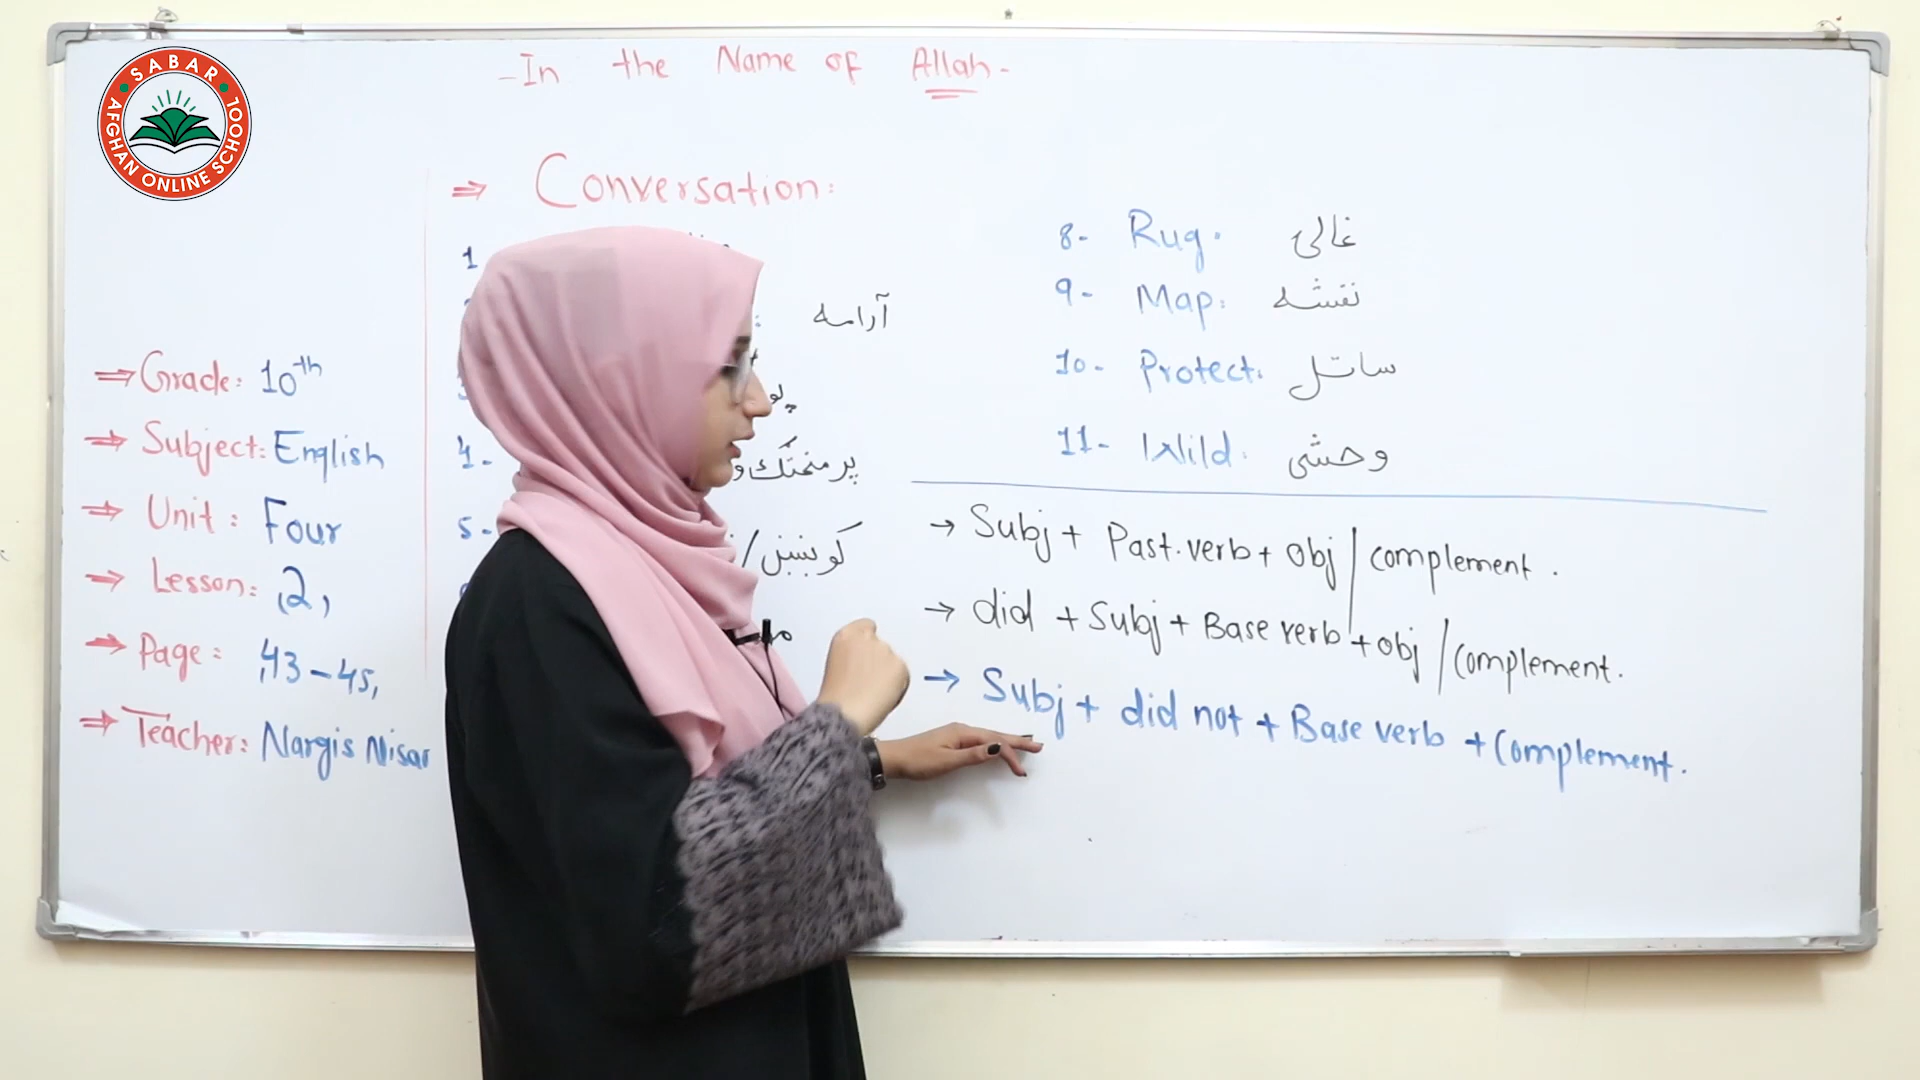 SABAR
AFGHAN ONLINE SCHOOL
- In the Name of Allah -
⇒ Conversation:
⇒ Grade: 10th
⇒ Subject: English
⇒ Unit: Four
⇒ Lesson: 2,
⇒ Page: 43-45,
⇒ Teacher: Nargis Nisar
1
آرامه
4-
5-
8- Rug. غالۍ
9- Map: نقشه
10- Protect: ساتل
11- Wild. وحشي
→ Subj + Past.verb + obj / complement.
→ did + Subj + Base verb + obj / complement.
→ Subj + did not + Base verb + Complement.